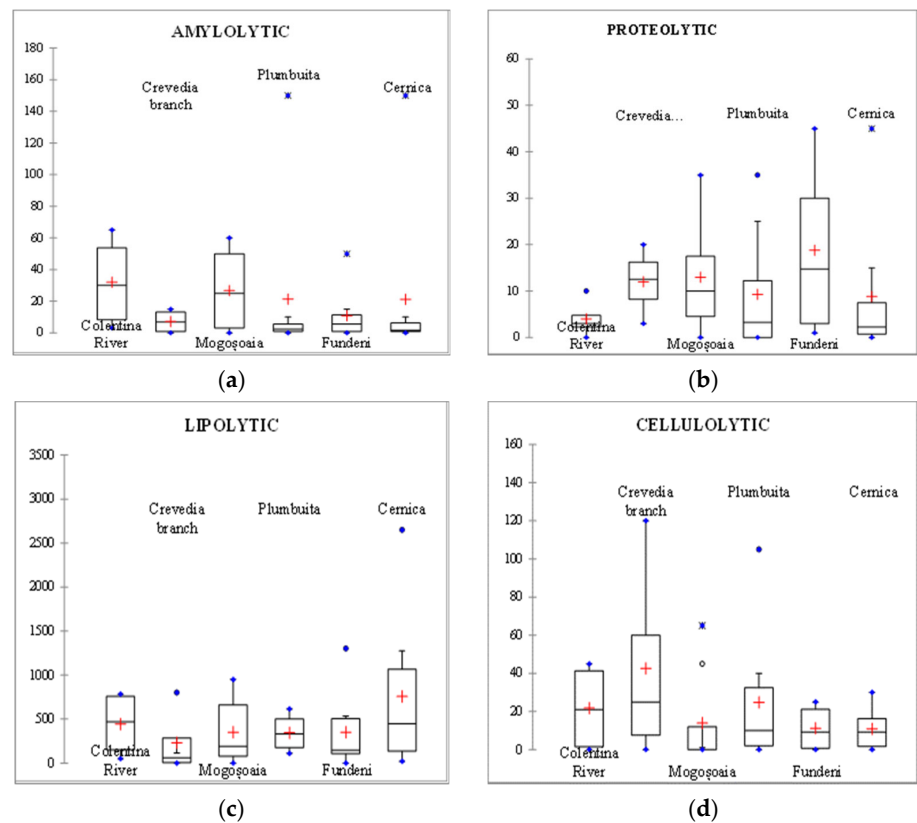 AMYLOLYTIC
180
160
140
120
100
80
60
40
20
0
Crevedia
branch
Plumbuita
Cernica
Colentina
River
Mogoșoaia
Fundeni
(a)
PROTEOLYTIC
60
50
40
30
20
10
0
Crevedia...
Plumbuita
Cernica
Colentina
River
Mogoșoaia
Fundeni
(b)
LIPOLYTIC
3500
3000
2500
2000
1500
1000
500
0
Crevedia
branch
Plumbuita
Cernica
Colentina
River
Mogoșoaia
Fundeni
(c)
CELLULOLYTIC
160
140
120
100
80
60
40
20
0
Crevedia
branch
Plumbuita
Cernica
Colentina
River
Mogoșoaia
Fundeni
(d)